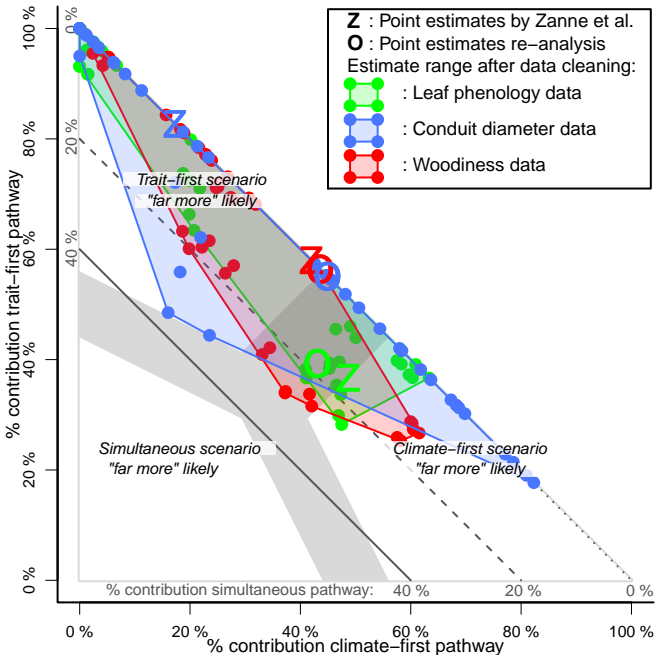 Z : Point estimates by Zanne et al.
O : Point estimates re−analysis
Estimate range after data cleaning:
: Leaf phenology data
: Conduit diameter data
: Woodiness data
% contribution trait−first pathway
100 %
80 %
60 %
40 %
20 %
0 %
0 %
20 %
40 %
Z
Trait−first scenario
"far more" likely
Z
O
O
O
Z
Simultaneous scenario
"far more" likely
Climate−first scenario
"far more" likely
% contribution simultaneous pathway:
40 %
20 %
0 %
0 %
20 %
40 %
60 %
80 %
100 %
% contribution climate−first pathway